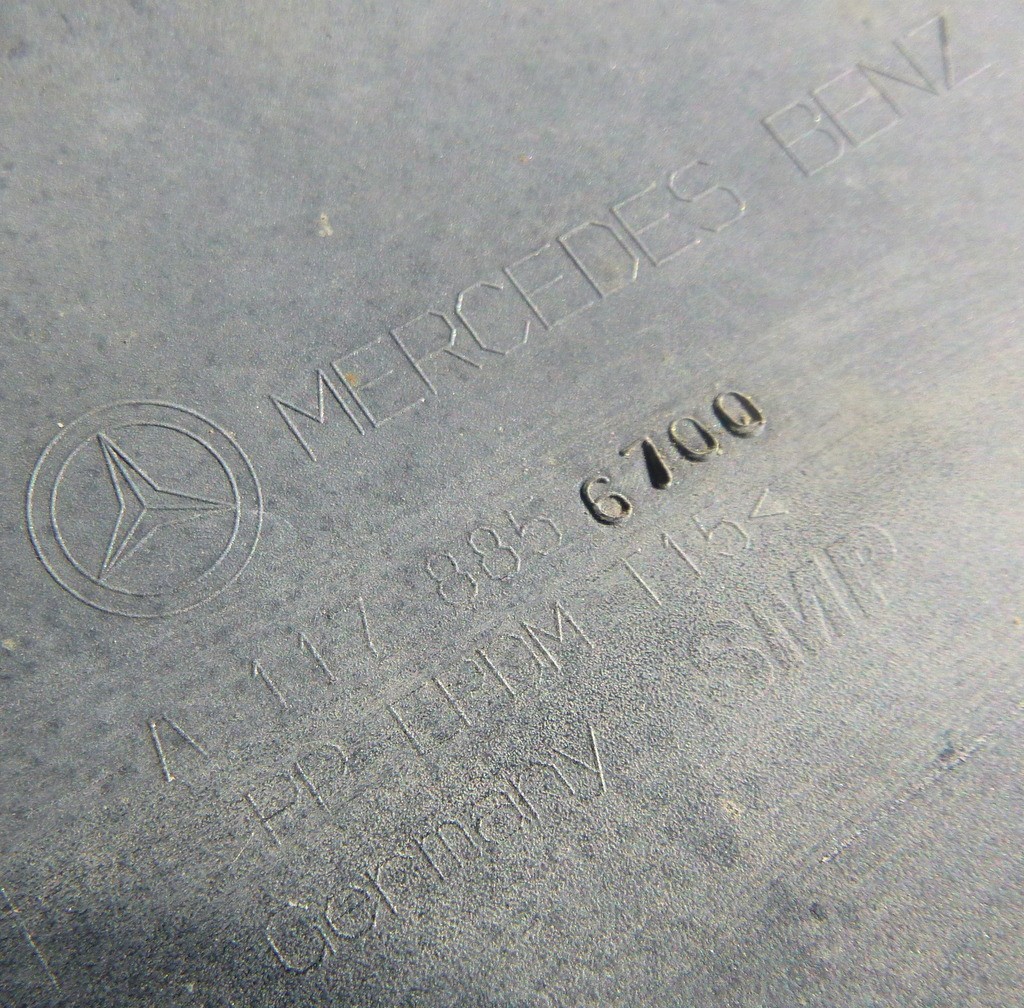 MERCEDES BENZ
A 117 885 6700
>PP EPDM T15<
Germany SMP